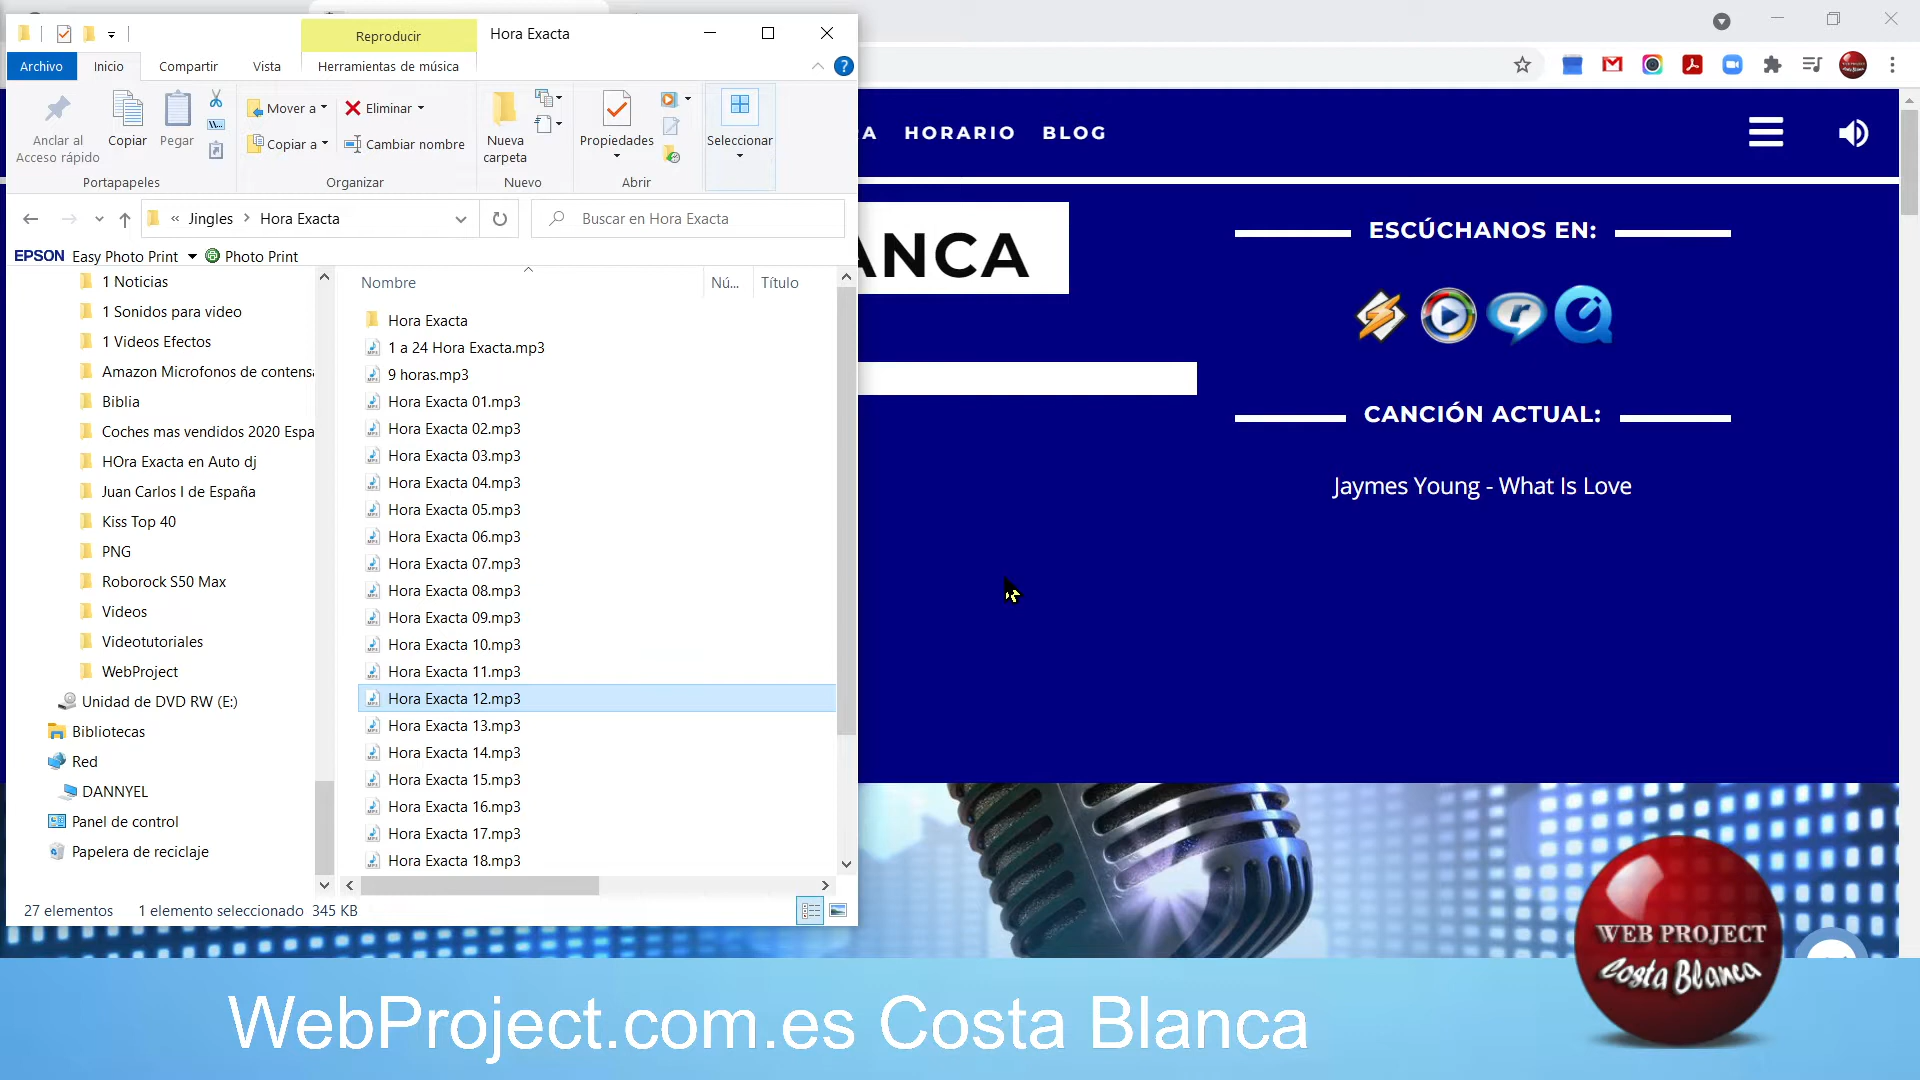 Reproducir
Hora Exacta
Archivo
Inicio
Compartir
Vista
Herramientas de música
Anclar al
Acceso rápido
Copiar
Pegar
Mover a
Copiar a
Eliminar
Cambiar nombre
Nueva
carpeta
Propiedades
Seleccionar
Portapapeles
Organizar
Nuevo
Abrir
« Jingles > Hora Exacta
Buscar en Hora Exacta
EPSON Easy Photo Print
Photo Print
1 Noticias
1 Sonidos para video
1 Videos Efectos
Amazon Microfonos de contens
Biblia
Coches mas vendidos 2020 Espa
HOra Exacta en Auto dj
Juan Carlos I de España
Kiss Top 40
PNG
Roborock S50 Max
Videos
Videotutoriales
WebProject
Unidad de DVD RW (E:)
Bibliotecas
Red
DANNYEL
Panel de control
Papelera de reciclaje
Nombre
Nú...
Título
Hora Exacta
1 a 24 Hora Exacta.mp3
9 horas.mp3
Hora Exacta 01.mp3
Hora Exacta 02.mp3
Hora Exacta 03.mp3
Hora Exacta 04.mp3
Hora Exacta 05.mp3
Hora Exacta 06.mp3
Hora Exacta 07.mp3
Hora Exacta 08.mp3
Hora Exacta 09.mp3
Hora Exacta 10.mp3
Hora Exacta 11.mp3
Hora Exacta 12.mp3
Hora Exacta 13.mp3
Hora Exacta 14.mp3
Hora Exacta 15.mp3
Hora Exacta 16.mp3
Hora Exacta 17.mp3
Hora Exacta 18.mp3
27 elementos
1 elemento seleccionado 345 KB
HORARIO
BLOG
ANCA
ESCÚCHANOS EN:
CANCIÓN ACTUAL:
Jaymes Young - What Is Love
WEB PROJECT
Costa Blanca
WebProject.com.es Costa Blanca